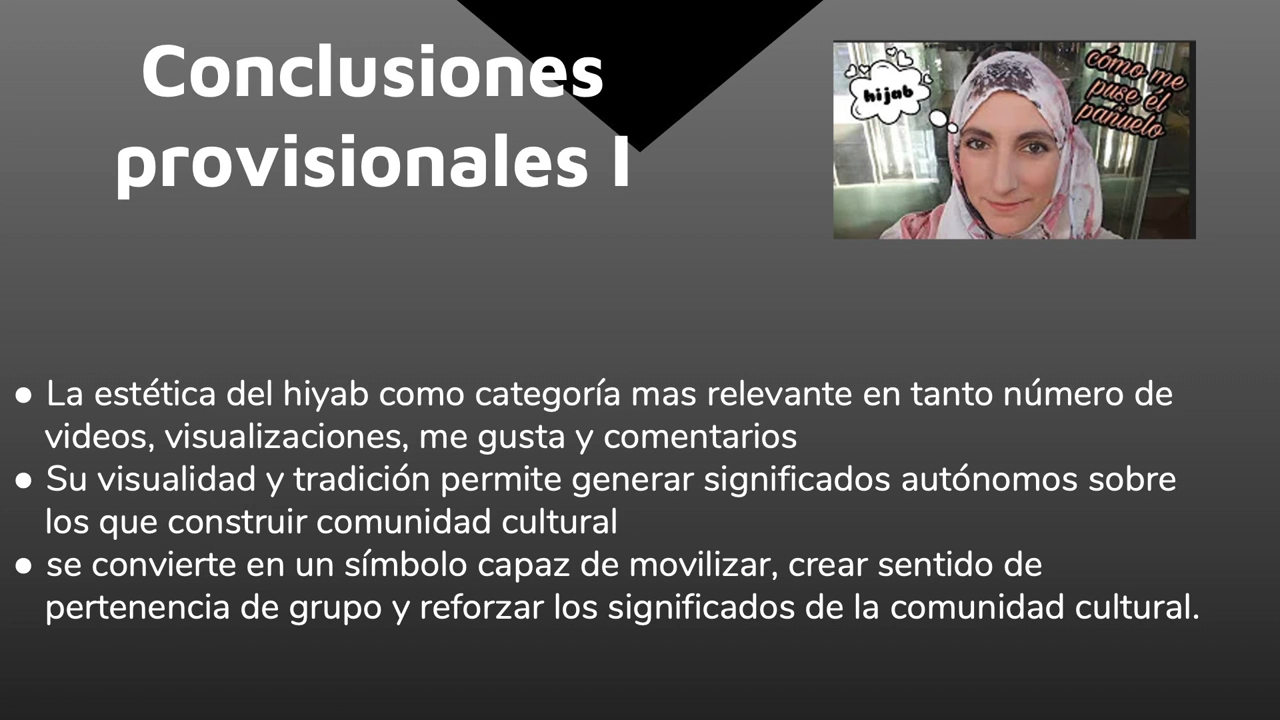 Conclusiones
provisionales I
hijab
cómo me
puse el
pañuelo
● La estética del hiyab como categoría mas relevante en tanto número de
videos, visualizaciones, me gusta y comentarios
● Su visualidad y tradición permite generar significados autónomos sobre
los que construir comunidad cultural
● se convierte en un símbolo capaz de movilizar, crear sentido de
pertenencia de grupo y reforzar los significados de la comunidad cultural.